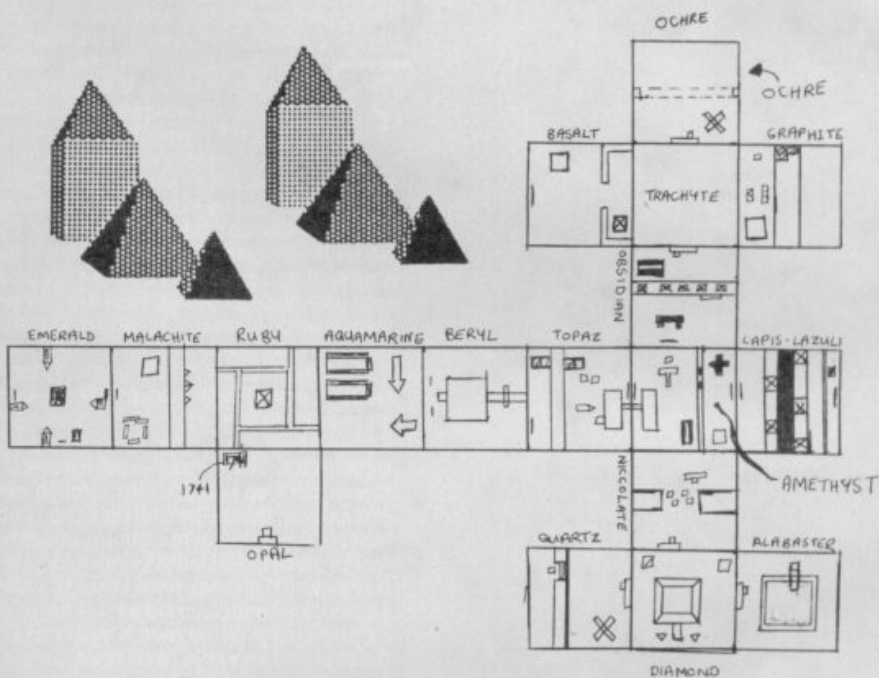 OCHRE
OCHRE
BASALT
GRAPHITE
TRACHYTE
OBSIDIAN
EMERALD
MALACHITE
RUBY
AQUAMARINE
BERYL
TOPAZ
LAPIS-LAZULI
1741
AMETHYST
NICCOLATE
OPAL
QUARTZ
ALABASTER
DIAMOND